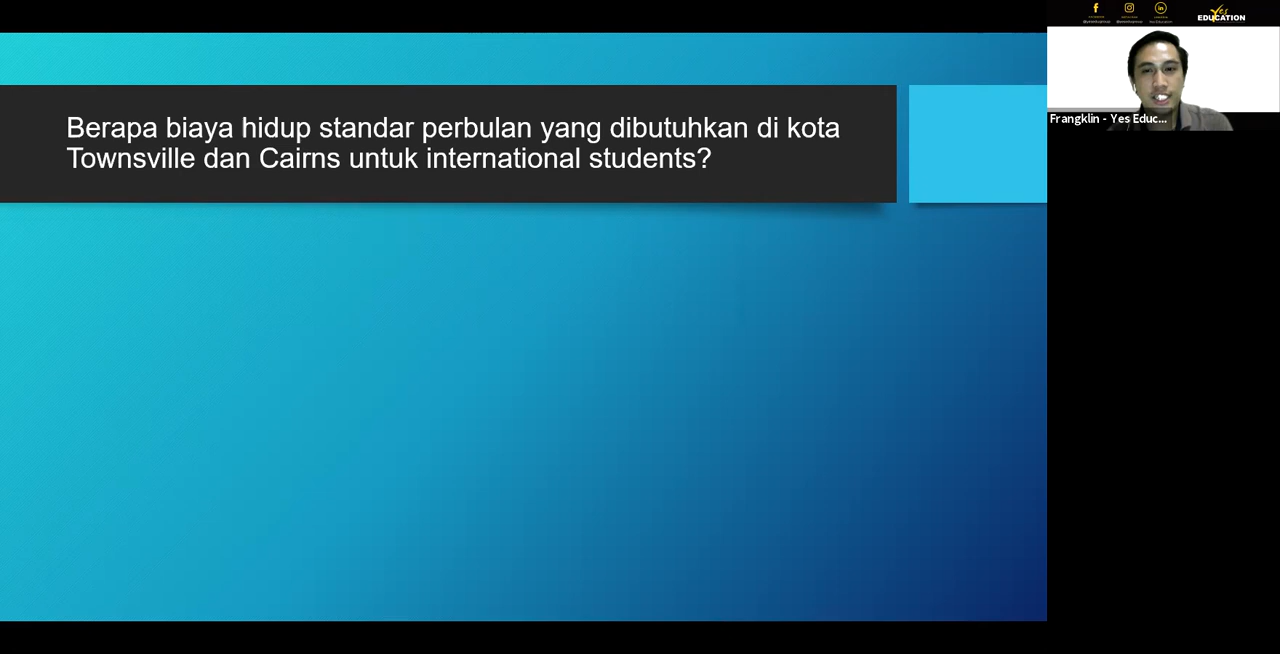 Berapa biaya hidup standar perbulan yang dibutuhkan di kota
Townsville dan Cairns untuk international students?
Yes
EDUCATION
Frangklin - Yes Educ...